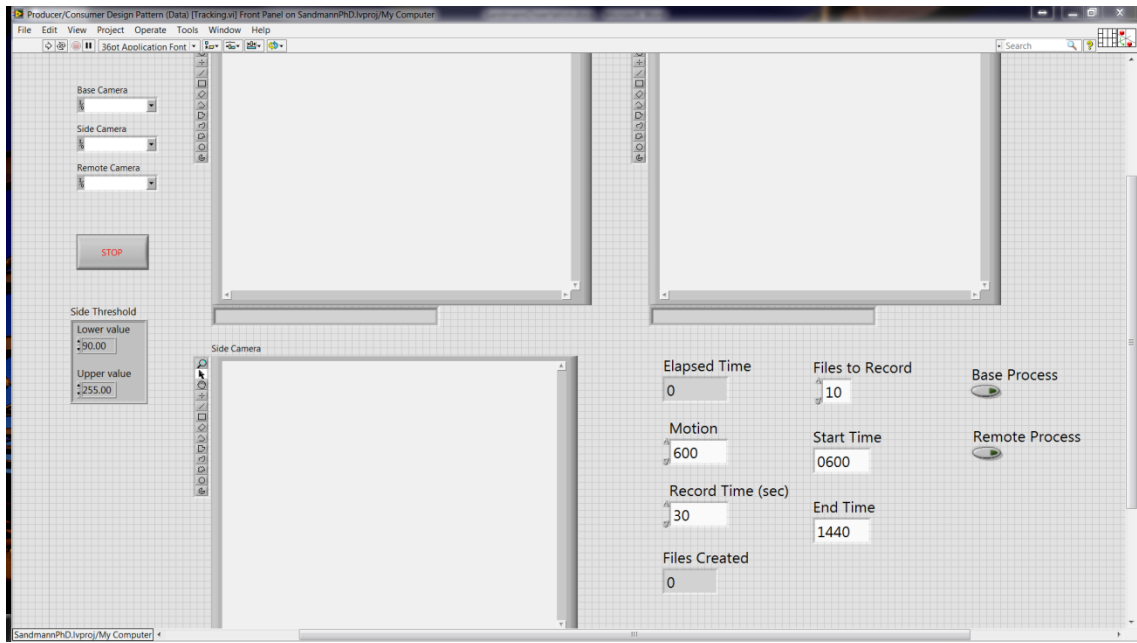 Producer/Consumer Design Pattern (Data) [Tracking.vi] Front Panel on SandmannPhD.lvproj/My Computer
File Edit View Project Operate Tools Window Help
36pt Application Font
Search
Base Camera
Side Camera
Remote Camera
STOP
Side Threshold
Lower value
90.00
Upper value
255.00
Side Camera
Elapsed Time
0
Files to Record
10
Base Process
Motion
600
Start Time
0600
Remote Process
Record Time (sec)
30
End Time
1440
Files Created
0
SandmannPhD.lvproj/My Computer